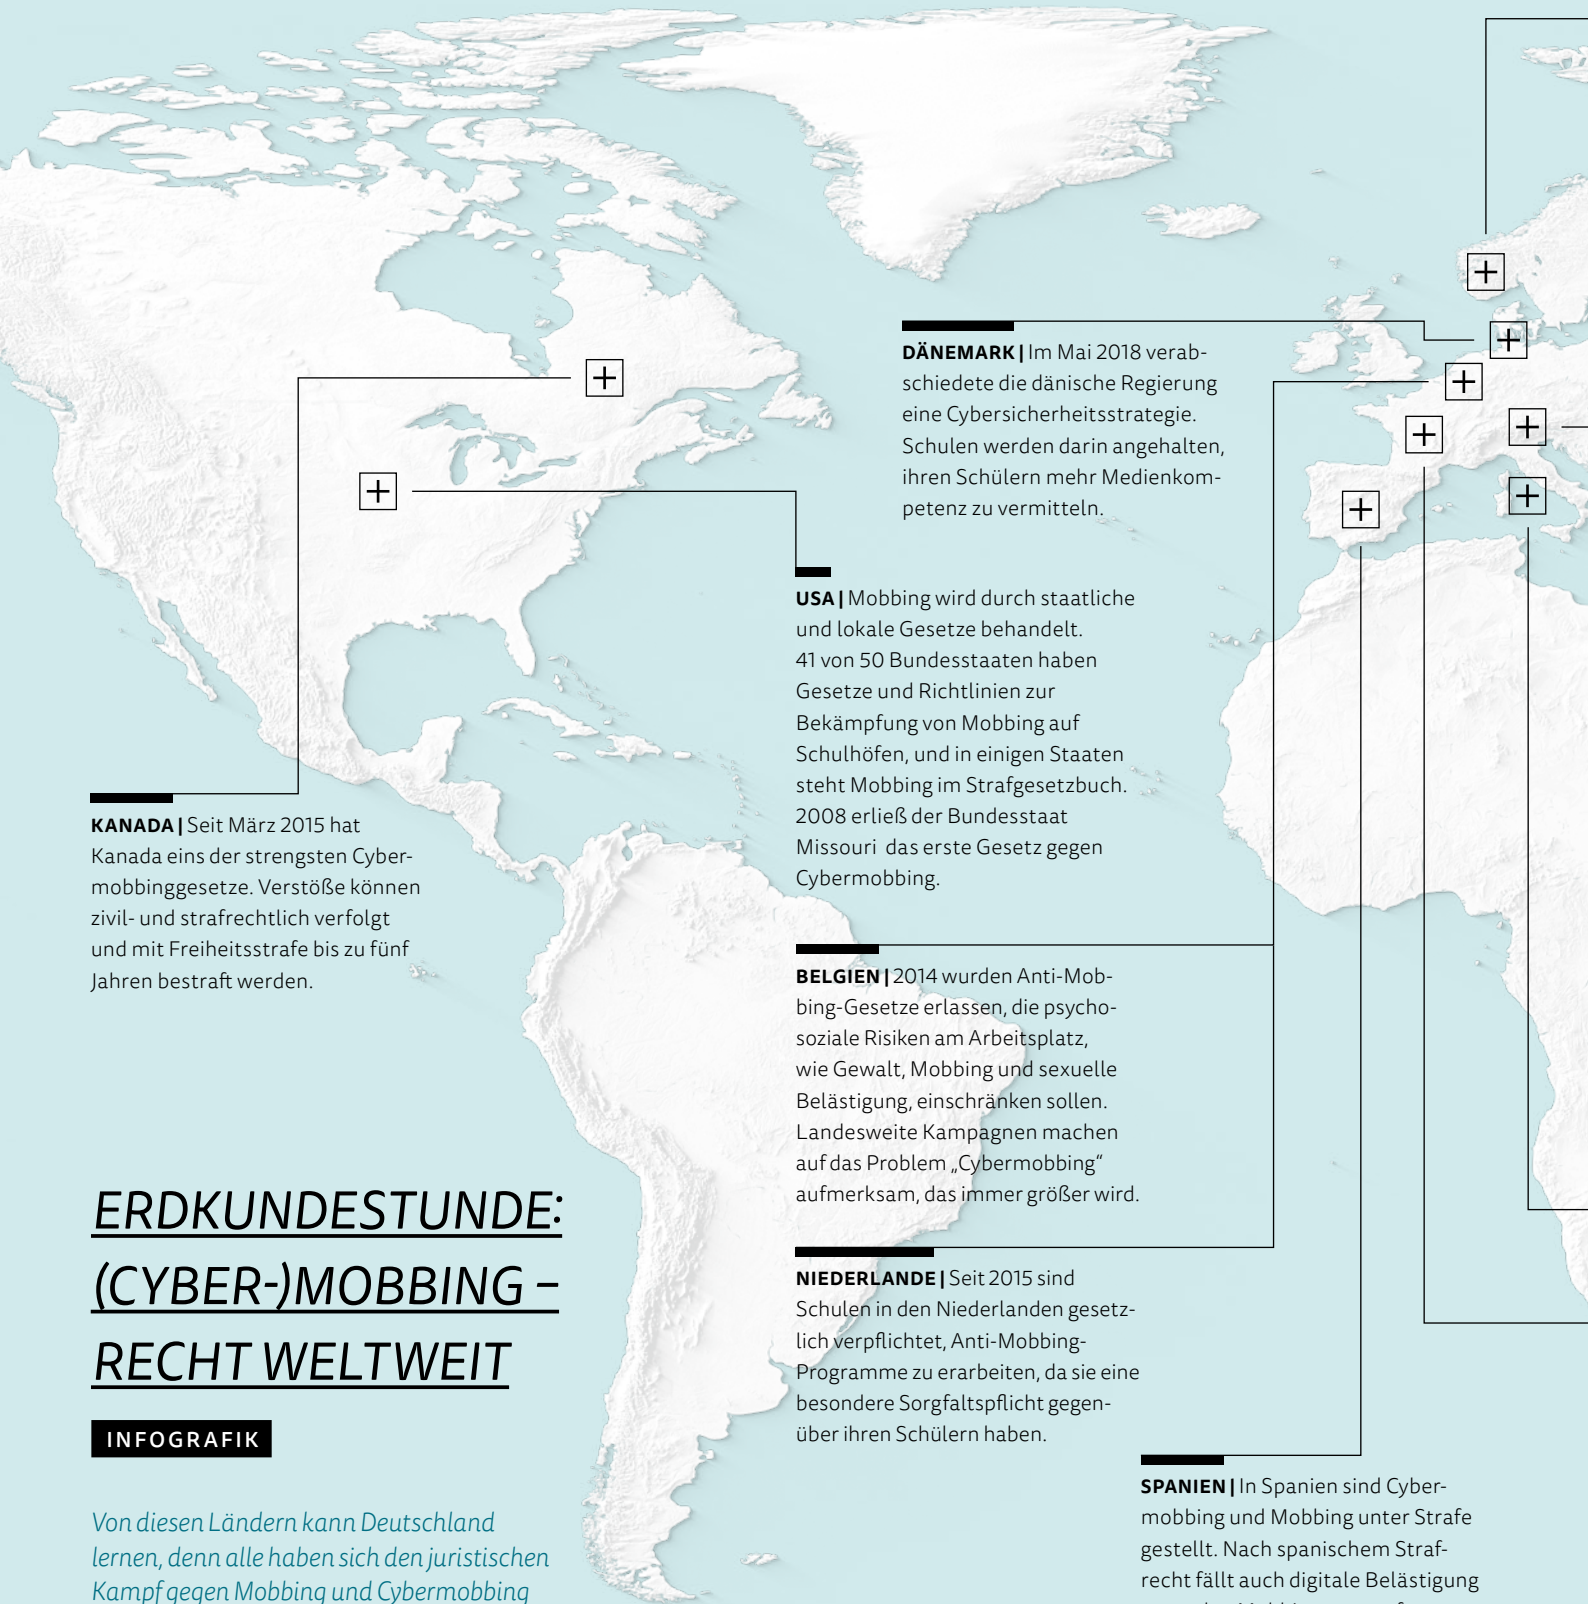 DÄNEMARK | Im Mai 2018 verab-
schiedete die dänische Regierung
eine Cybersicherheitsstrategie.
Schulen werden darin angehalten,
ihren Schülern mehr Medienkom-
petenz zu vermitteln.
USA | Mobbing wird durch staatliche
und lokale Gesetze behandelt.
41 von 50 Bundesstaaten haben
Gesetze und Richtlinien zur
Bekämpfung von Mobbing auf
Schulhöfen, und in einigen Staaten
steht Mobbing im Strafgesetzbuch.
2008 erließ der Bundesstaat
Missouri das erste Gesetz gegen
Cybermobbing.
KANADA | Seit März 2015 hat
Kanada eins der strengsten Cyber-
mobbinggesetze. Verstöße können
zivil- und strafrechtlich verfolgt
und mit Freiheitsstrafe bis zu fünf
Jahren bestraft werden.
BELGIEN | 2014 wurden Anti-Mob-
bing-Gesetze erlassen, die psycho-
soziale Risiken am Arbeitsplatz,
wie Gewalt, Mobbing und sexuelle
Belästigung, einschränken sollen.
Landesweite Kampagnen machen
auf das Problem „Cybermobbing“
aufmerksam, das immer größer wird.
NIEDERLANDE | Seit 2015 sind
Schulen in den Niederlanden gesetz-
lich verpflichtet, Anti-Mobbing-
Programme zu erarbeiten, da sie eine
besondere Sorgfaltspflicht gegen-
über ihren Schülern haben.
ERDKUNDESTUNDE:
(CYBER-)MOBBING –
RECHT WELTWEIT
INFOGRAFIK
Von diesen Ländern kann Deutschland
lernen, denn alle haben sich den juristischen
Kampf gegen Mobbing und Cybermobbing
SPANIEN | In Spanien sind Cyber-
mobbing und Mobbing unter Strafe
gestellt. Nach spanischem Straf-
recht fällt auch digitale Belästigung